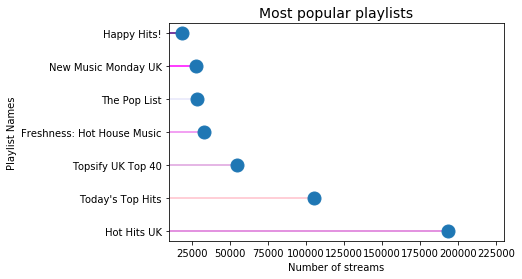 Most popular playlists
Playlist Names
Happy Hits!
New Music Monday UK
The Pop List
Freshness: Hot House Music
Topsify UK Top 40
Today's Top Hits
Hot Hits UK
25000 50000 75000 100000 125000 150000 175000 200000 225000
Number of streams